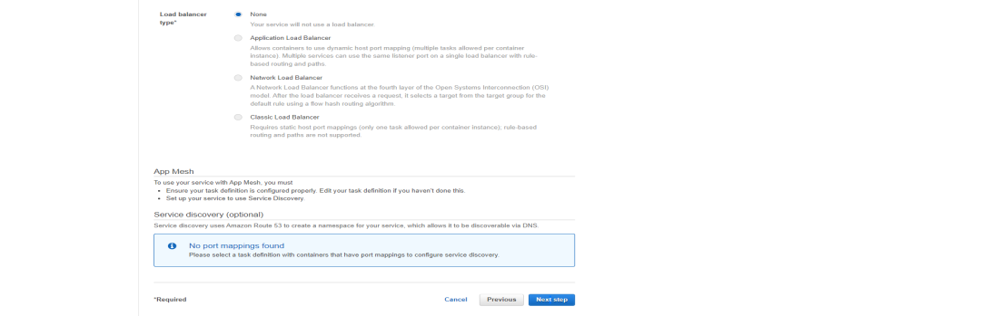 Load balancer
type*
None
Your service will not use a load balancer
Application Load Balancer
Allows containers to use dynamic host port mapping (multiple tasks allowed per container
instance). Multiple services can use the same listener port on a single load balancer with rule-
based routing and paths.
Network Load Balancer
A Network Load Balancer functions at the fourth layer of the Open Systems Interconnection (OSI)
model. After the load balancer receives a request, it selects a target from the target group for the
default rule using a flow hash routing algorithm.
Classic Load Balancer
Requires static host port mappings (only one task allowed per container instance); rule-based
routing and paths are not supported.
App Mesh
To use your service with App Mesh, you must
• Ensure your task definition is configured properly. Edit your task definition if you haven't done this.
• Set up your service to use Service Discovery.
Service discovery (optional)
Service discovery uses Amazon Route 53 to create a namespace for your service, which allows it to be discoverable via DNS.
No port mappings found
Please select a task definition with containers that have port mappings to configure service discovery.
*Required Cancel Previous Next step